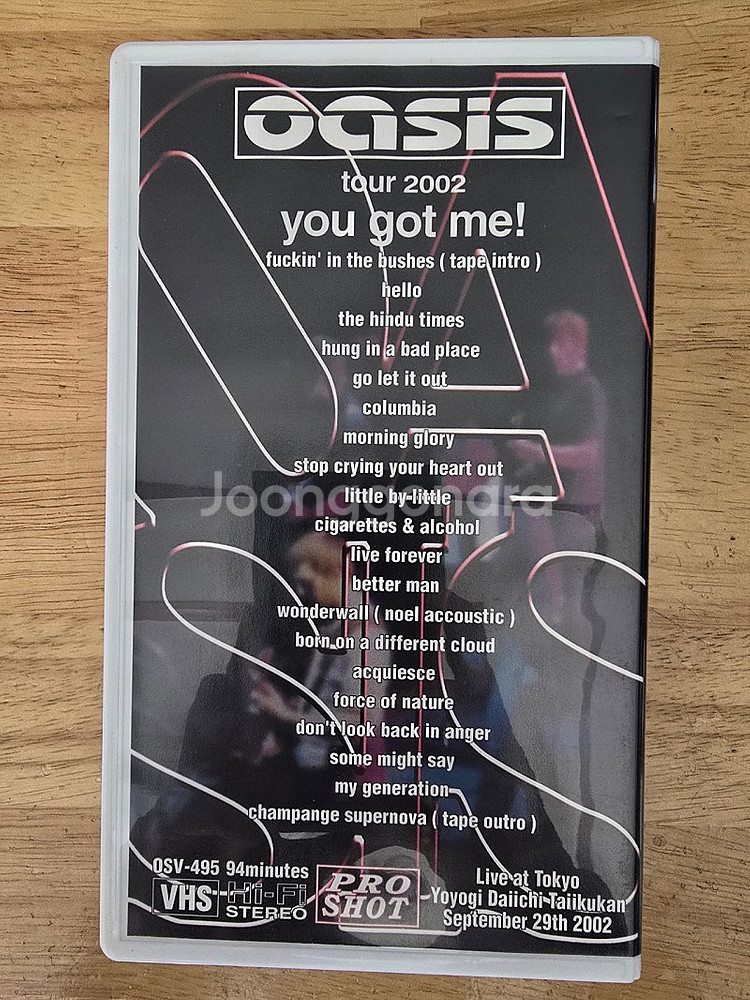 oasis
tour 2002
you got me!
fuckin' in the bushes ( tape intro )
hello
the hindu times
hung in a bad place
go let it out
columbia
morning glory
stop crying your heart out
little by little
cigarettes & alcohol
live forever
better man
wonderwall ( noel accoustic )
born on a different cloud
acquiesce
force of nature
don't look back in anger
some might say
my generation
champange supernova ( tape outro )
OSV-495 94minutes
VHS Hi-Fi
STEREO
PRO
SHOT
Live at Tokyo
Yoyogi Daiichi Taiikukan
September 29th 2002
Joonggonara